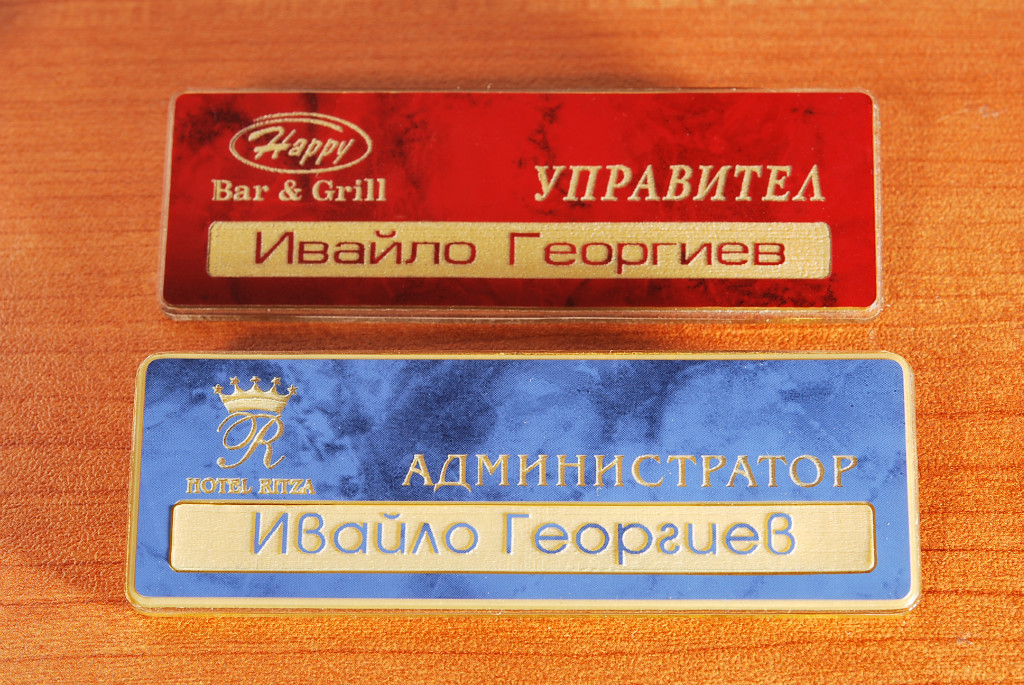 Happy
Bar & Grill
УПРАВИТЕЛ
Ивайло Георгиев
R
HOTEL RITZA
АДМИНИСТРАТОР
Ивайло Георгиев